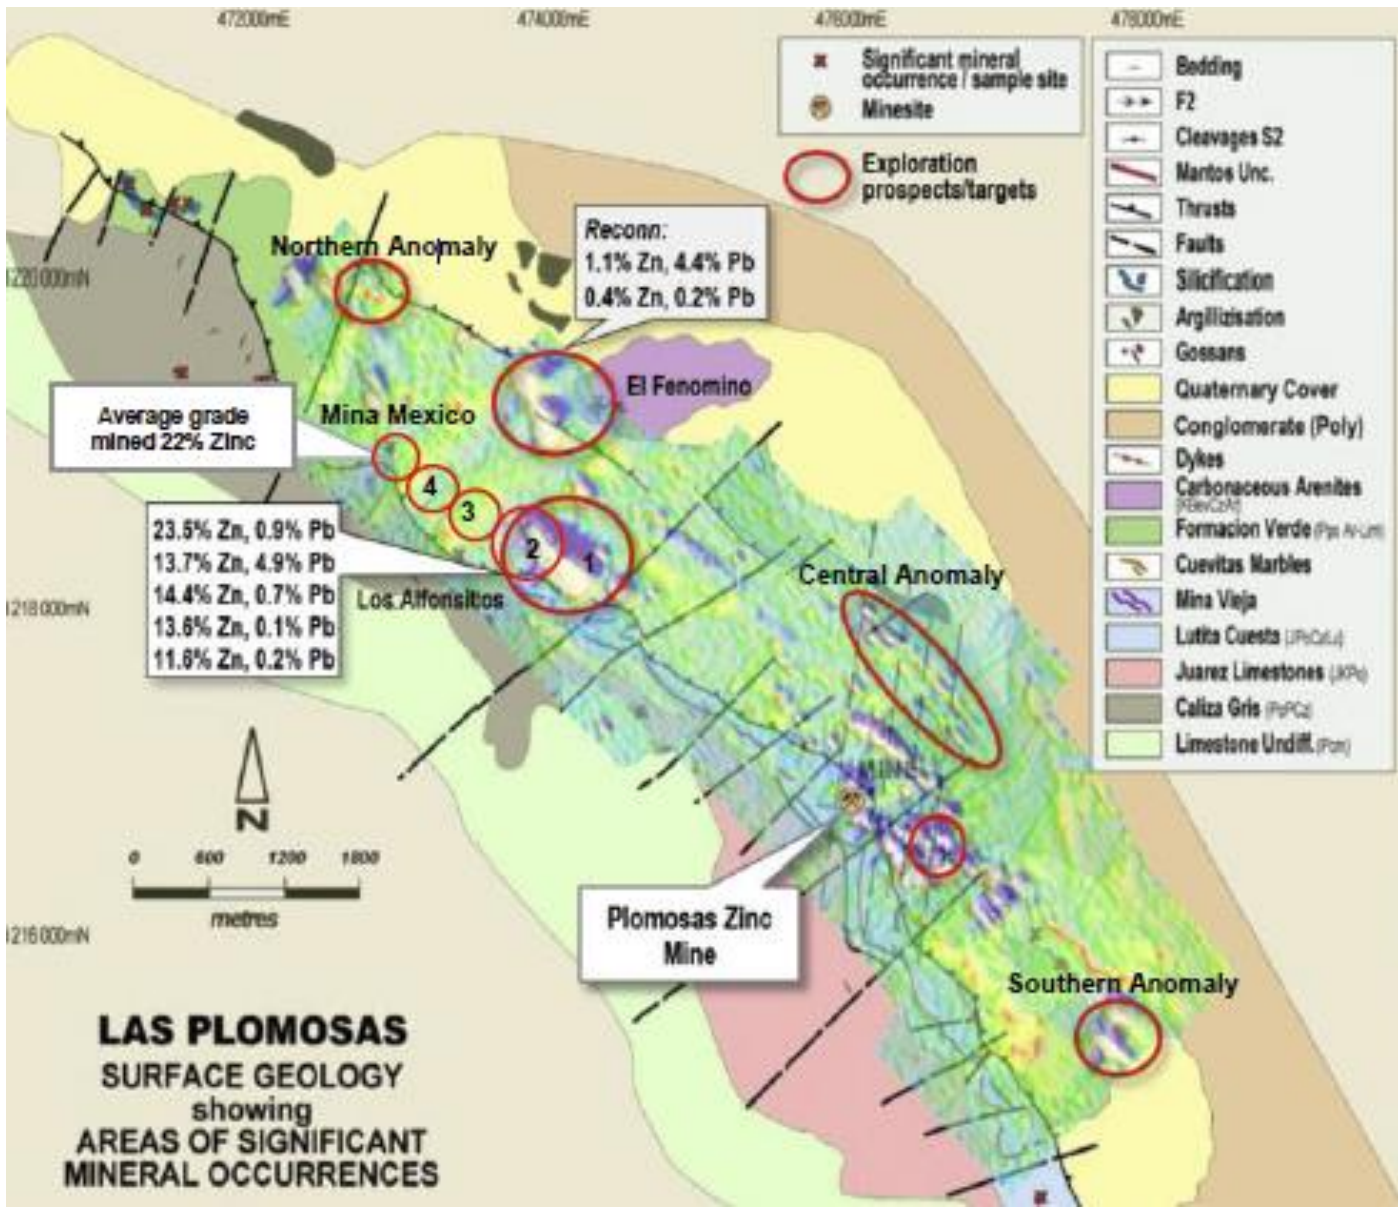 472000mE
474000mE
476000mE
478000mE
Significant mineral
occurrence / sample site
Minesite
Exploration
prospects/targets
Bedding
F2
Cleavages S2
Mantos Unc.
Thrusts
Faults
Silicification
Argillizisation
Gossans
Quaternary Cover
Conglomerate (Poly)
Dykes
Carbonaceous Arenites
Formacion Verde
Cuevitas Marbles
Mina Vieja
Lutita Cuesta
Juarez Limestones
Caliza Gris
Limestone Undiff.
Northern Anomaly
Reconn:
1.1% Zn, 4.4% Pb
0.4% Zn, 0.2% Pb
220000mN
El Fenomino
Average grade
mined 22% Zinc
Mina Mexico
4
3
2
1
23.5% Zn, 0.9% Pb
13.7% Zn, 4.9% Pb
14.4% Zn, 0.7% Pb
13.6% Zn, 0.1% Pb
11.6% Zn, 0.2% Pb
Los Alfonsitos
Central Anomaly
218000mN
N
0 600 1200 1800
metres
Plomosas Zinc
Mine
216000mN
Southern Anomaly
LAS PLOMOSAS
SURFACE GEOLOGY
showing
AREAS OF SIGNIFICANT
MINERAL OCCURRENCES